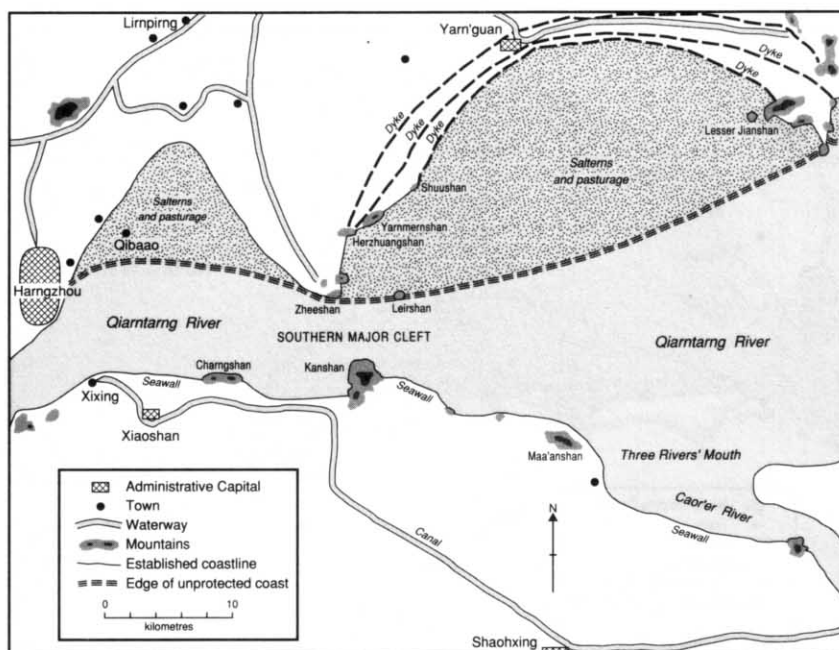 Lirnpirng
Yarn'guan
Dyke
Dyke
Dyke
Dyke
Dyke
Lesser Jianshan
Salterns
and pasturage
Shuushan
Salterns
and pasturage
Yarnmernshan
Herzhuangshan
Qibaao
Harngzhou
Zheeshan
Leirshan
Qiarntarng River
SOUTHERN MAJOR CLEFT
Qiarntarng River
Charngshan
Kanshan
Seawall
Seawall
Xixing
Xiaoshan
Maa'anshan
Three Rivers' Mouth
Caor'er River
Seawall
N
Canal
Shaohxing
Administrative Capital
Town
Waterway
Mountains
Established coastline
Edge of unprotected coast
0 10
kilometres